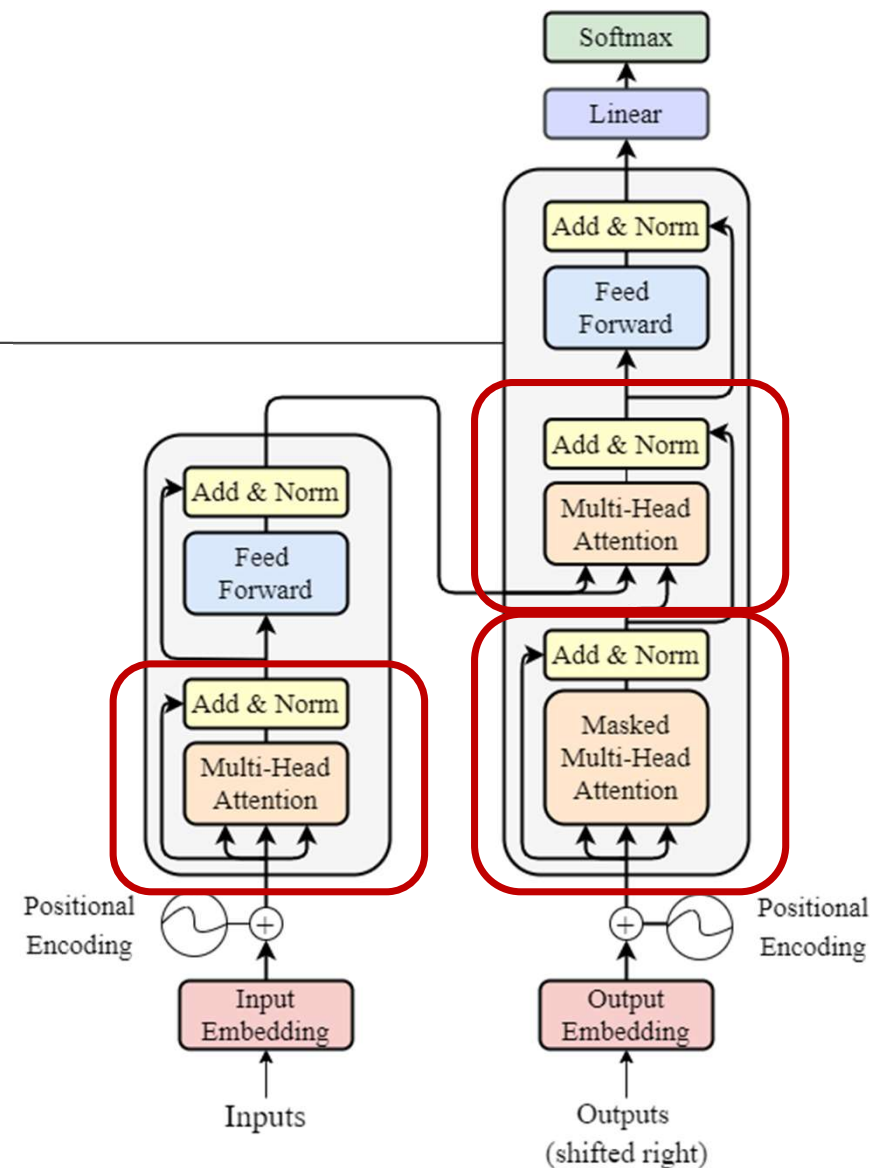 Softmax
Linear
Add & Norm
Feed
Forward
Add & Norm
Multi-Head
Attention
Add & Norm
Masked
Multi-Head
Attention
Add & Norm
Feed
Forward
Add & Norm
Multi-Head
Attention
Positional
Encoding
Positional
Encoding
Input
Embedding
Output
Embedding
Inputs
Outputs
(shifted right)